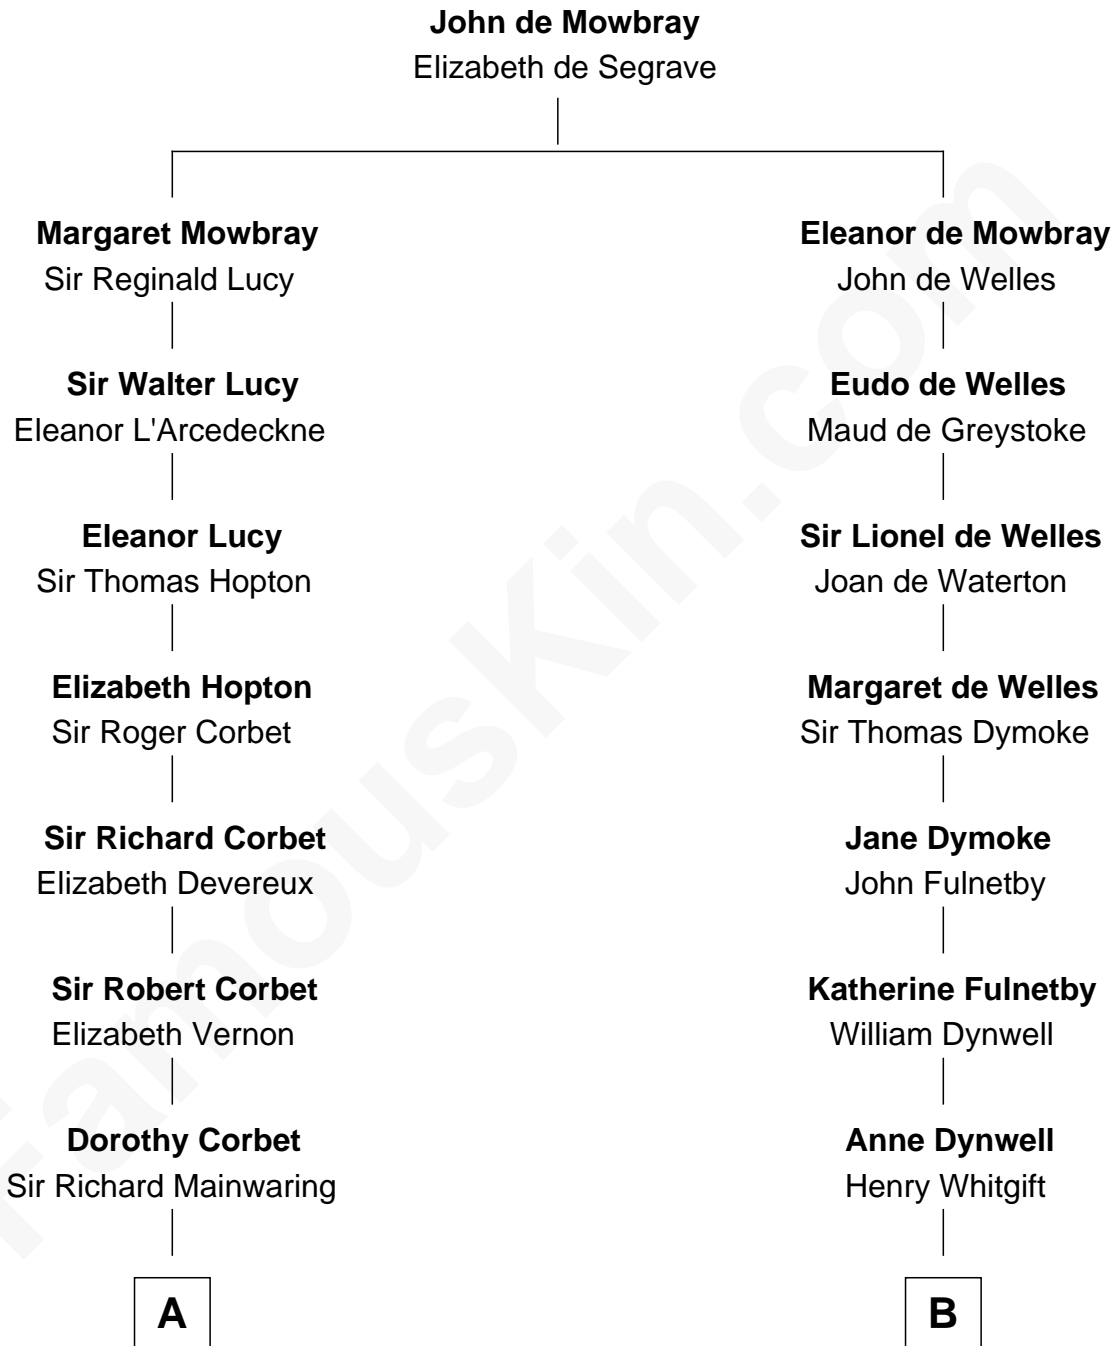 John de Mowbray
Elizabeth de Segrave
Margaret Mowbray
Sir Reginald Lucy
Eleanor de Mowbray
John de Welles
Sir Walter Lucy
Eleanor L'Arcedeckne
Eudo de Welles
Maud de Greystoke
Eleanor Lucy
Sir Thomas Hopton
Sir Lionel de Welles
Joan de Waterton
Elizabeth Hopton
Sir Roger Corbet
Margaret de Welles
Sir Thomas Dymoke
Sir Richard Corbet
Elizabeth Devereux
Jane Dymoke
John Fulnetby
Sir Robert Corbet
Elizabeth Vernon
Katherine Fulnetby
William Dynwell
Dorothy Corbet
Sir Richard Mainwaring
Anne Dynwell
Henry Whitgift
A
B
FamousKin.com